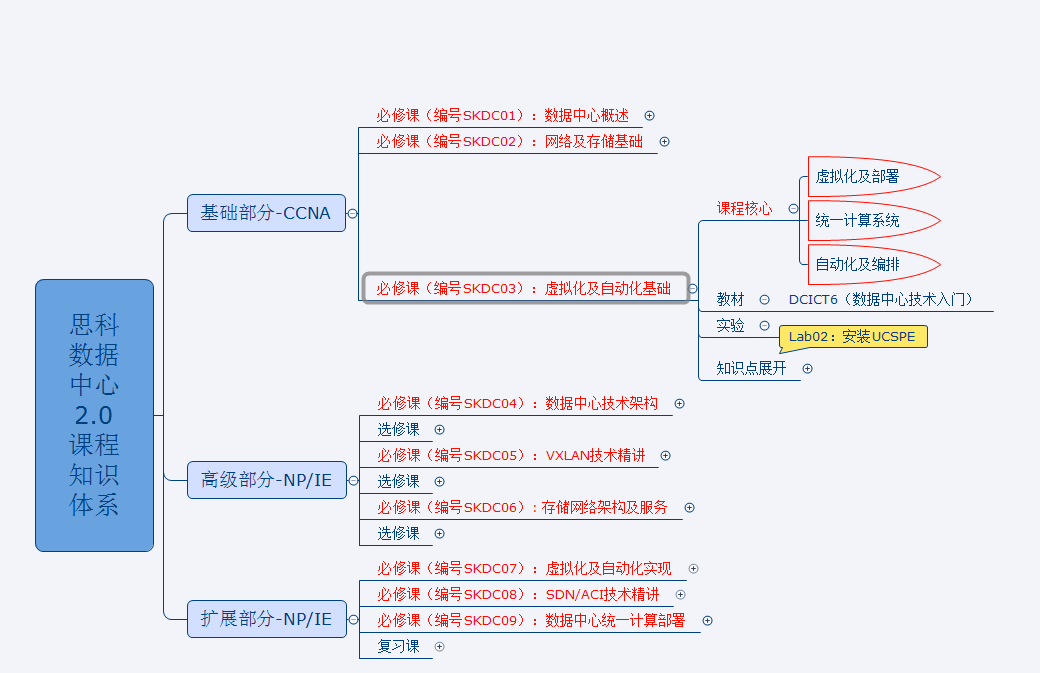 思科
数据
中心
2.0
课程
知识
体系
基础部分-CCNA
必修课（编号SKDC01）：数据中心概述
必修课（编号SKDC02）：网络及存储基础
必修课（编号SKDC03）：虚拟化及自动化基础
课程核心
虚拟化及部署
统一计算系统
自动化及编排
教材
DCICT6（数据中心技术入门）
实验
Lab02：安装UCSPE
知识点展开
高级部分-NP/IE
必修课（编号SKDC04）：数据中心技术架构
选修课
必修课（编号SKDC05）：VXLAN技术精讲
选修课
必修课（编号SKDC06）：存储网络架构及服务
选修课
扩展部分-NP/IE
必修课（编号SKDC07）：虚拟化及自动化实现
必修课（编号SKDC08）：SDN/ACI技术精讲
必修课（编号SKDC09）：数据中心统一计算部署
复习课